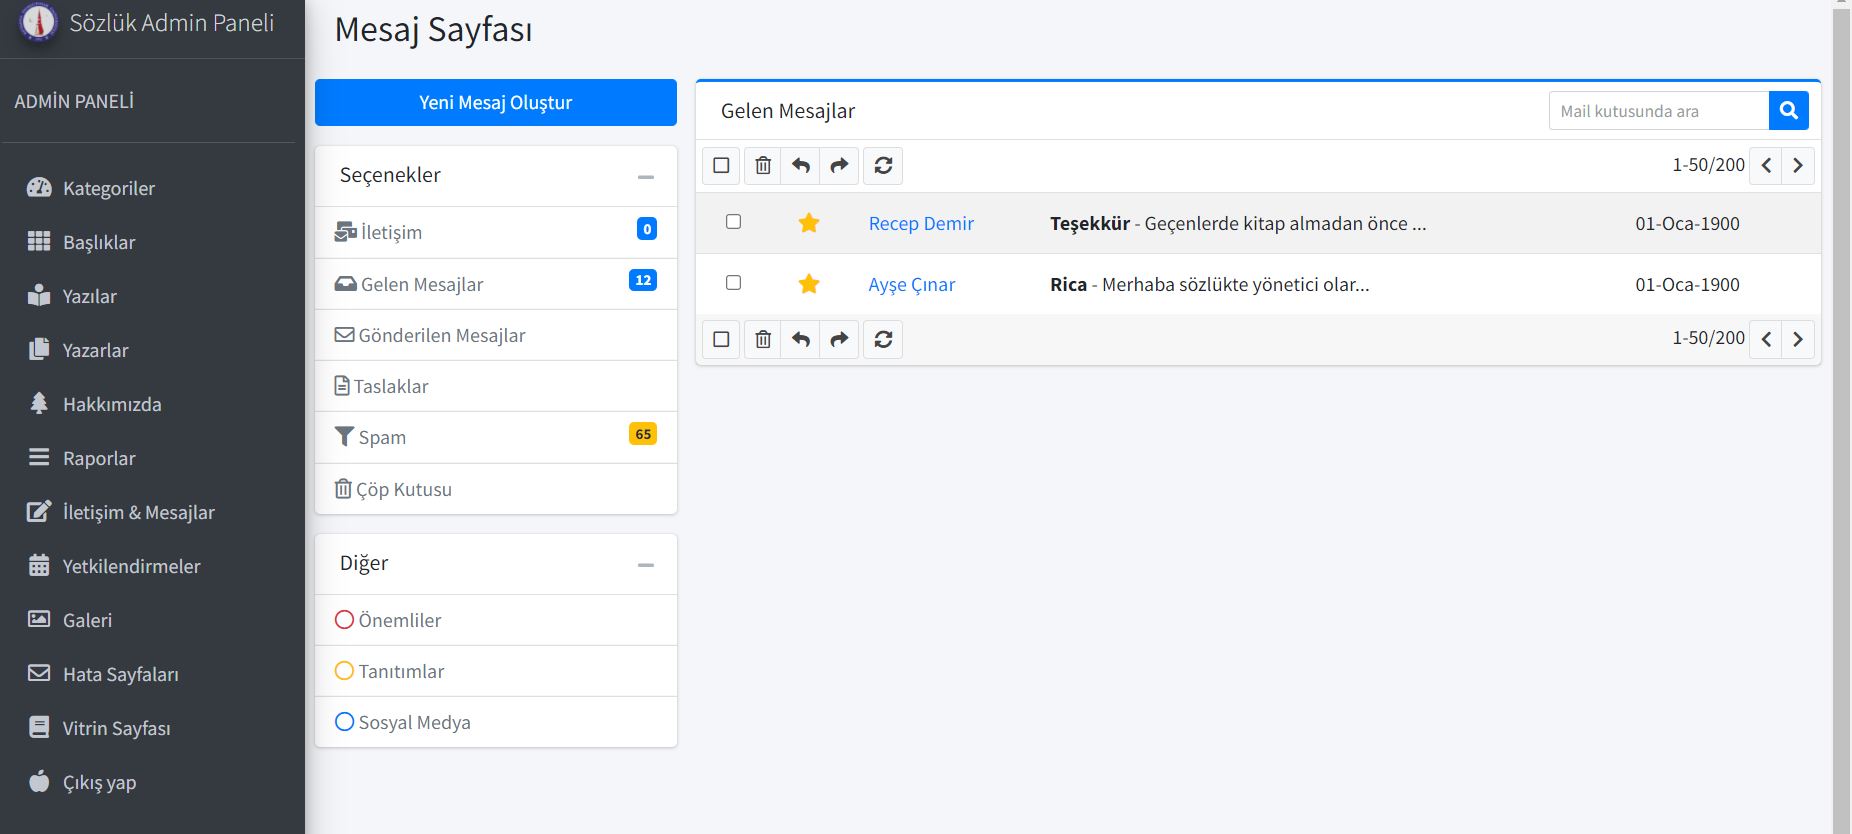 Sözlük Admin Paneli
ADMİN PANELİ
Kategoriler
Başlıklar
Yazılar
Yazarlar
Hakkımızda
Raporlar
İletişim & Mesajlar
Yetkilendirmeler
Galeri
Hata Sayfaları
Vitrin Sayfası
Çıkış yap
Mesaj Sayfası
Yeni Mesaj Oluştur
Seçenekler
İletişim 0
Gelen Mesajlar 12
Gönderilen Mesajlar
Taslaklar
Spam 65
Çöp Kutusu
Diğer
Önemliler
Tanıtımlar
Sosyal Medya
Gelen Mesajlar
Mail kutusunda ara
1-50/200
Recep Demir Teşekkür - Geçenlerde kitap almadan önce ... 01-Oca-1900
Ayşe Çınar Rica - Merhaba sözlükte yönetici olar... 01-Oca-1900
1-50/200